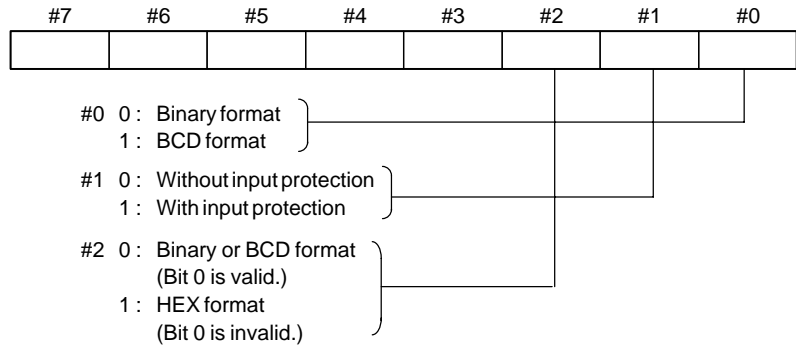 #7 #6 #5 #4 #3 #2 #1 #0
#0 0 : Binary format
1 : BCD format
#1 0 : Without input protection
1 : With input protection
#2 0 : Binary or BCD format
(Bit 0 is valid.)
1 : HEX format
(Bit 0 is invalid.)